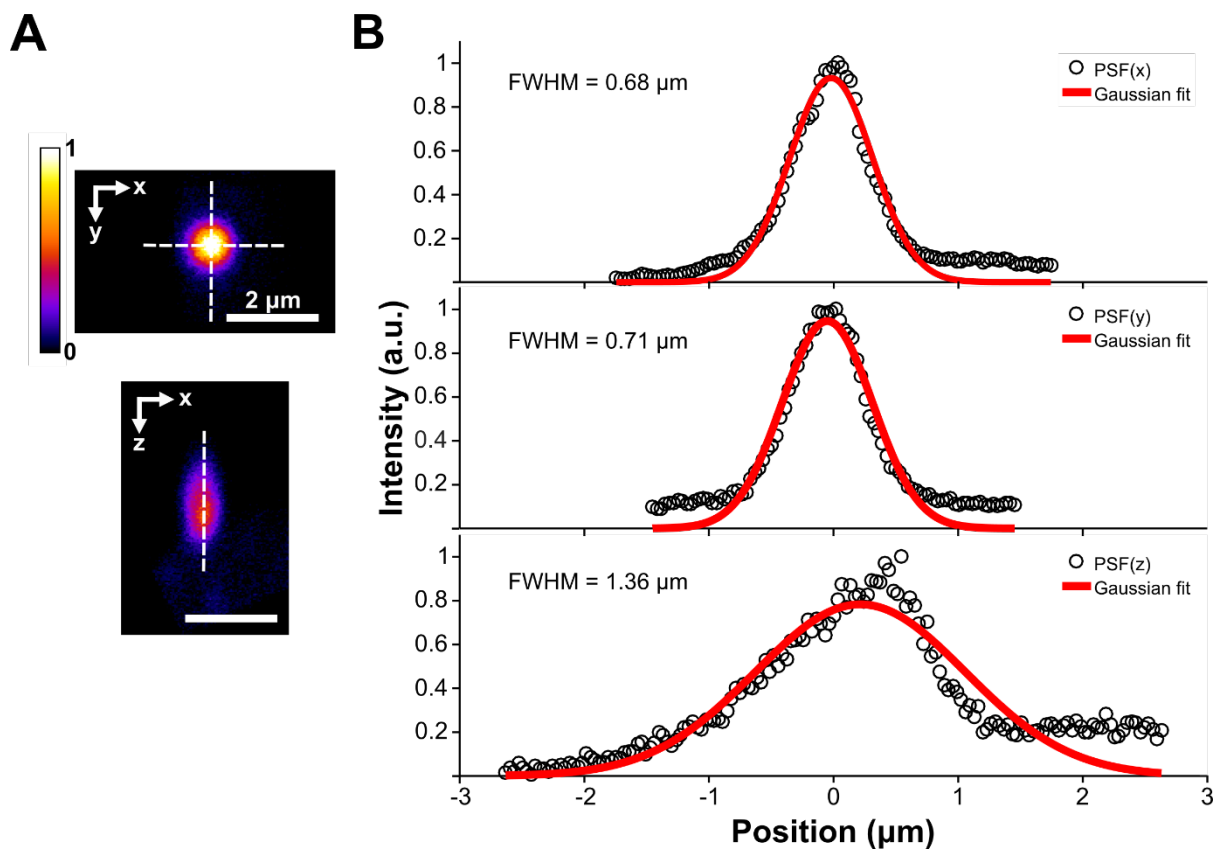 A
1
0
x
y
2 µm
x
z
B
FWHM = 0.68 µm
PSF(x)
Gaussian fit
1
0.8
0.6
0.4
0.2
FWHM = 0.71 µm
PSF(y)
Gaussian fit
1
0.8
0.6
0.4
0.2
FWHM = 1.36 µm
PSF(z)
Gaussian fit
1
0.8
0.6
0.4
0.2
Intensity (a.u.)
-3 -2 -1 0 1 2 3
Position (µm)